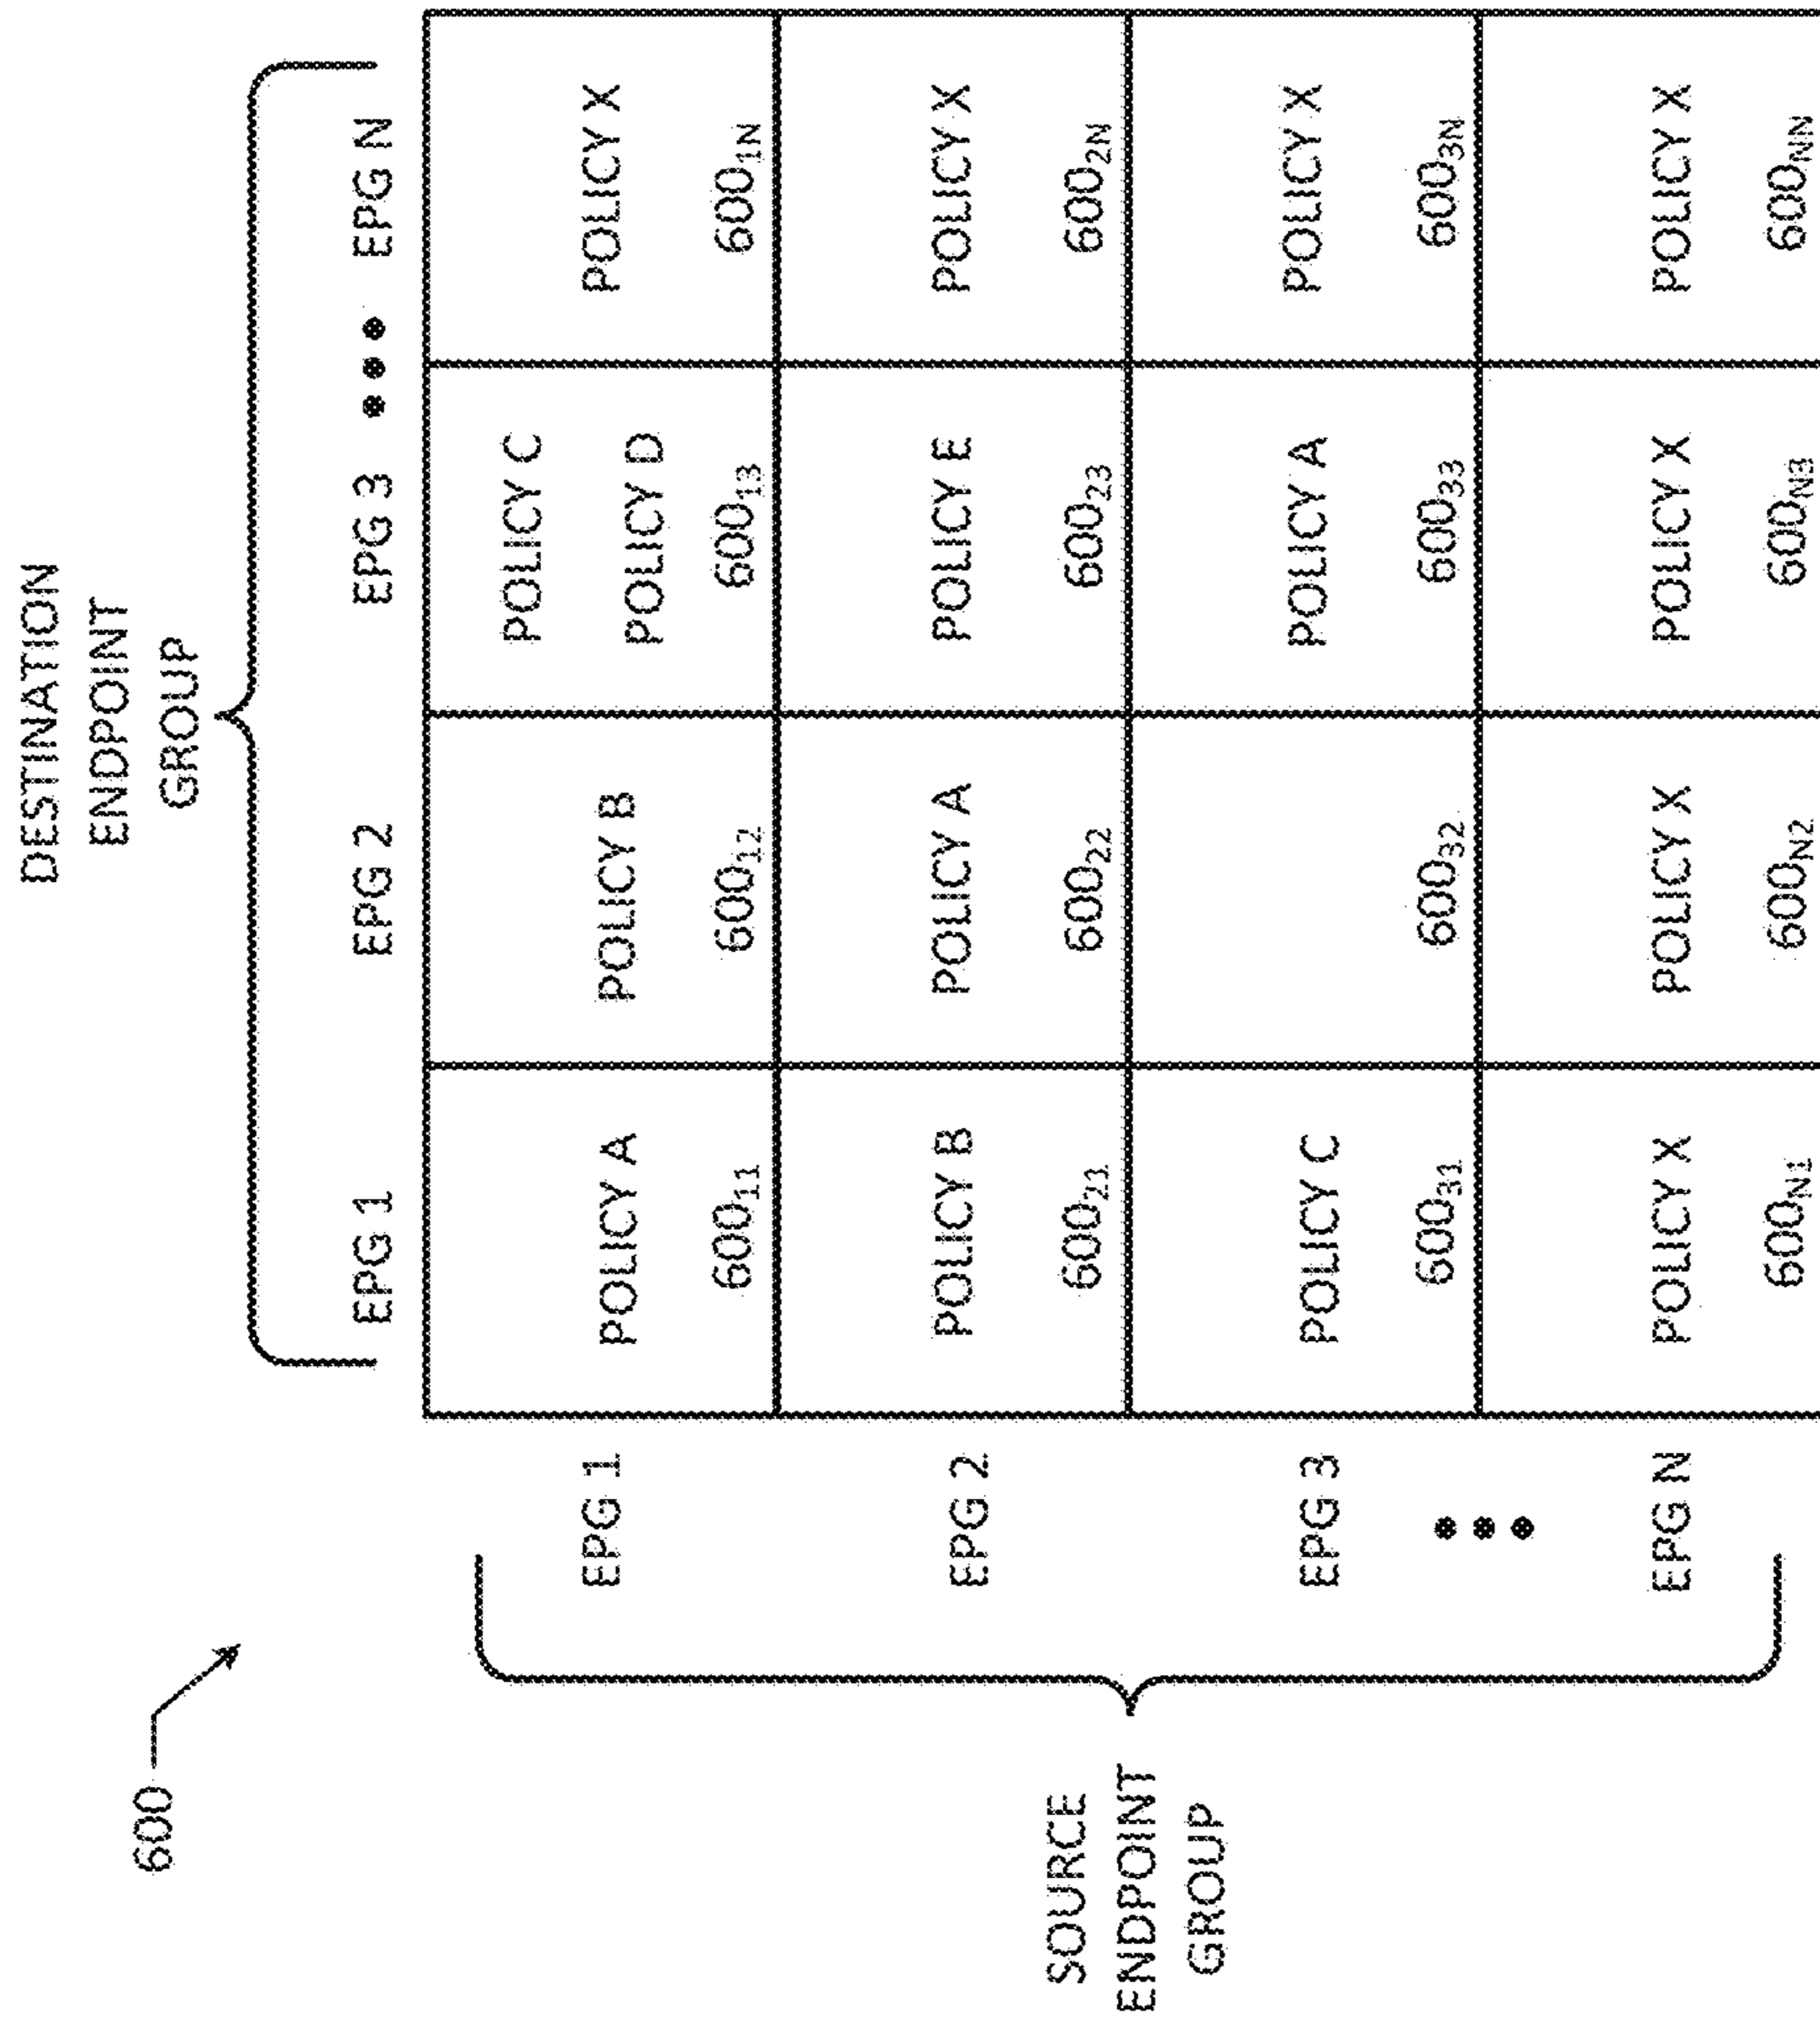 600
DESTINATION
ENDPOINT
GROUP
EPG 1 EPG 2 EPG 3 ••• EPG N
SOURCE
ENDPOINT
GROUP
EPG 1
POLICY A
600₁₁
POLICY B
600₁₂
POLICY C
POLICY D
600₁₃
POLICY X
600₁N
EPG 2
POLICY B
600₂₁
POLICY A
600₂₂
POLICY E
600₂₃
POLICY X
600₂N
EPG 3
POLICY C
600₃₁
600₃₂
POLICY A
600₃₃
POLICY X
600₃N
•••
EPG N
POLICY X
600N₁
POLICY X
600N₂
POLICY X
600N₃
POLICY X
600NN